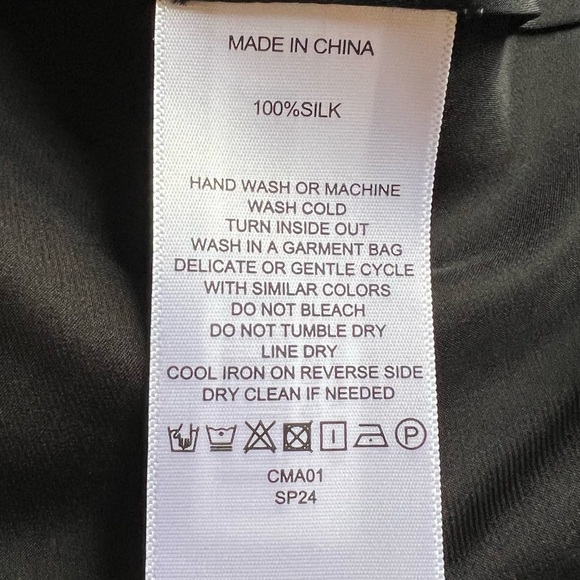 MADE IN CHINA
100%SILK
HAND WASH OR MACHINE
WASH COLD
TURN INSIDE OUT
WASH IN A GARMENT BAG
DELICATE OR GENTLE CYCLE
WITH SIMILAR COLORS
DO NOT BLEACH
DO NOT TUMBLE DRY
LINE DRY
COOL IRON ON REVERSE SIDE
DRY CLEAN IF NEEDED
P
CMA01
SP24